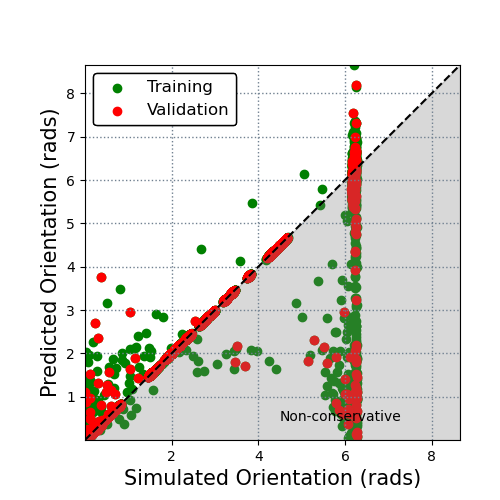 Training
Validation
8
7
6
5
4
3
2
1
Predicted Orientation (rads)
Non-conservative
2
4
6
8
Simulated Orientation (rads)